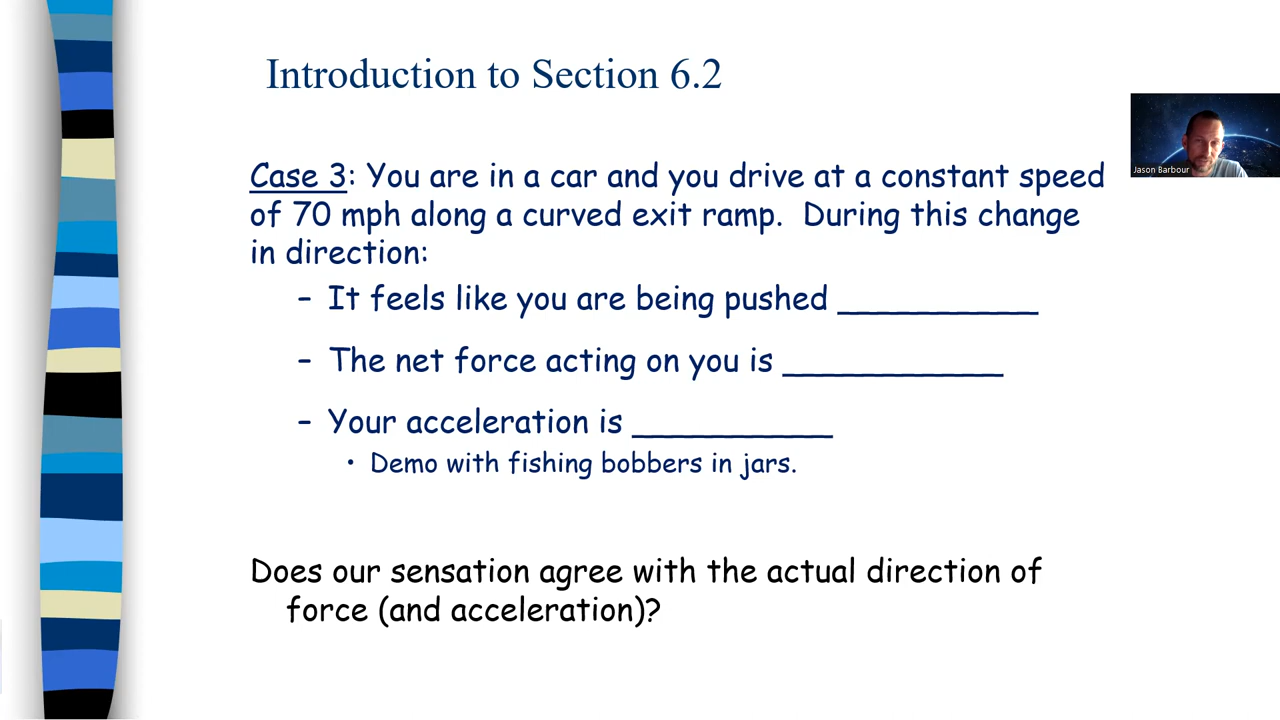 Introduction to Section 6.2
Case 3: You are in a car and you drive at a constant speed
of 70 mph along a curved exit ramp.  During this change
in direction:
– It feels like you are being pushed __________
– The net force acting on you is ___________
– Your acceleration is __________
• Demo with fishing bobbers in jars.
Does our sensation agree with the actual direction of
force (and acceleration)?
Jason Barbour